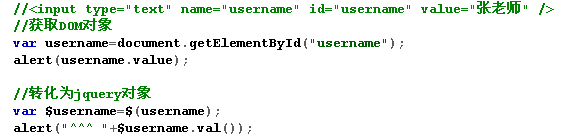 //<input type="text" name="username" id="username" value="张老师" />
//获取DOM对象
var username=document.getElementById("username");
alert(username.value);
//转化为jquery对象
var $username=$(username);
alert("^^^ "+$username.val());